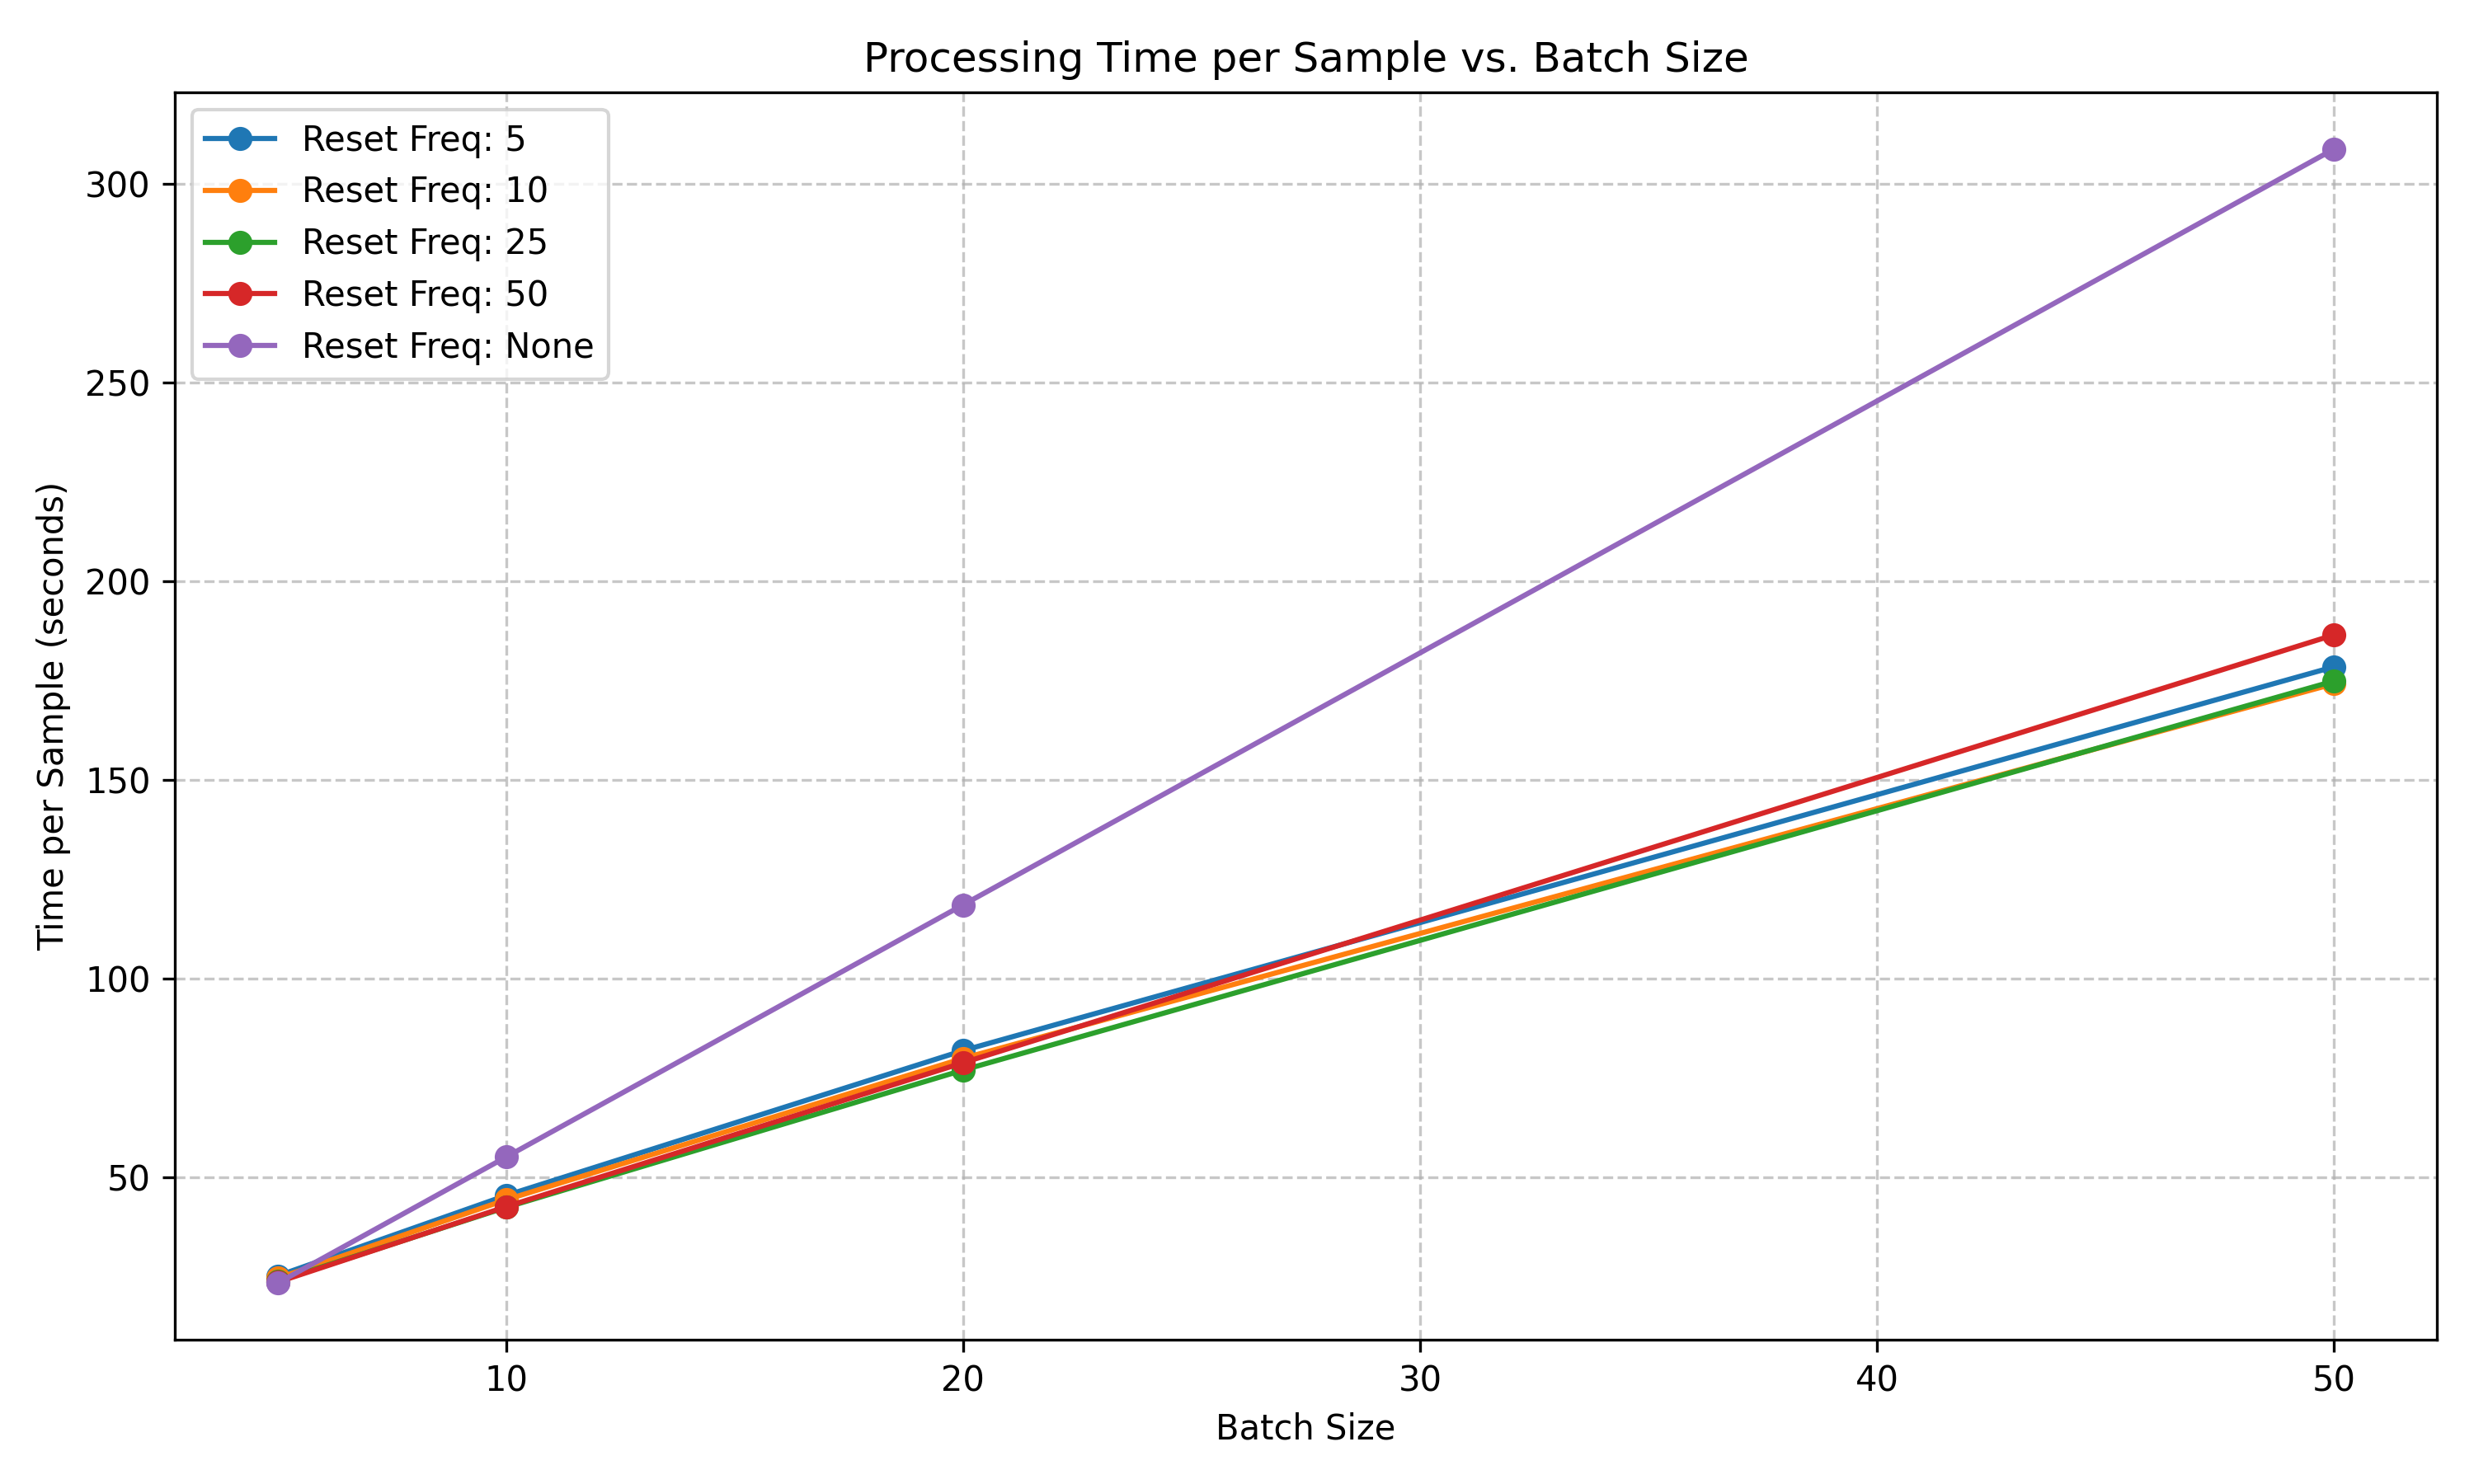 Processing Time per Sample vs. Batch Size
Reset Freq: 5
Reset Freq: 10
Reset Freq: 25
Reset Freq: 50
Reset Freq: None
Time per Sample (seconds)
300
250
200
150
100
50
10 20 30 40 50
Batch Size